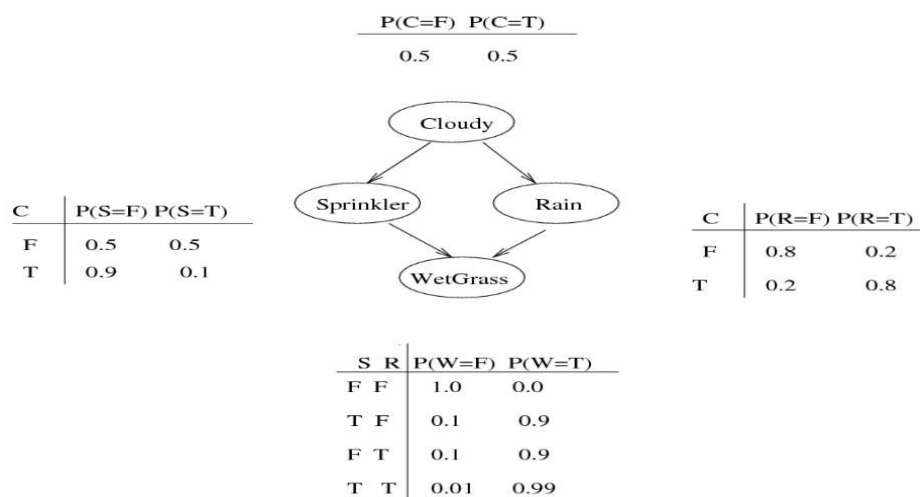 P(C=F) P(C=T)
0.5 0.5
Cloudy
Sprinkler
Rain
WetGrass
C P(S=F) P(S=T)
F 0.5 0.5
T 0.9 0.1
C P(R=F) P(R=T)
F 0.8 0.2
T 0.2 0.8
S R P(W=F) P(W=T)
F F 1.0 0.0
T F 0.1 0.9
F T 0.1 0.9
T T 0.01 0.99